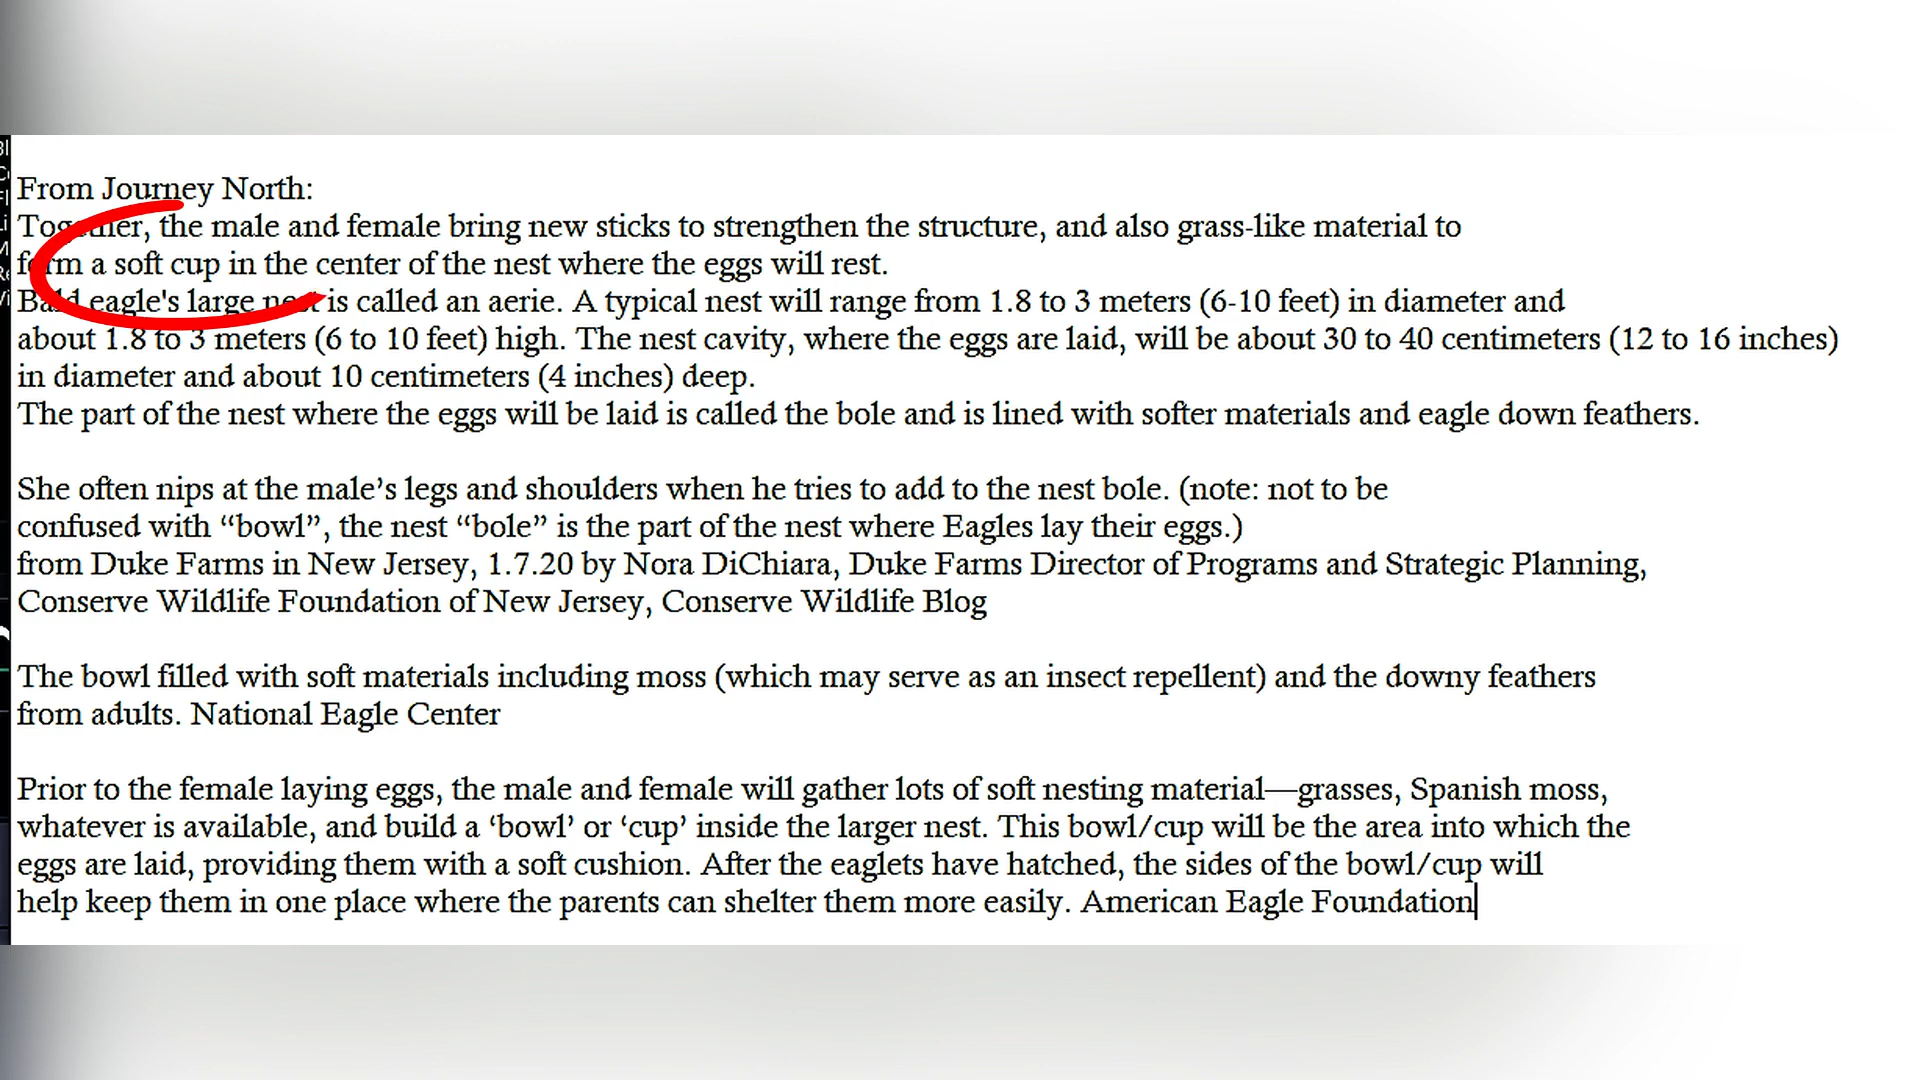 From Journey North:
Together, the male and female bring new sticks to strengthen the structure, and also grass-like material to
form a soft cup in the center of the nest where the eggs will rest.
Bald eagle's large nest is called an aerie. A typical nest will range from 1.8 to 3 meters (6-10 feet) in diameter and
about 1.8 to 3 meters (6 to 10 feet) high. The nest cavity, where the eggs are laid, will be about 30 to 40 centimeters (12 to 16 inches)
in diameter and about 10 centimeters (4 inches) deep.
The part of the nest where the eggs will be laid is called the bole and is lined with softer materials and eagle down feathers.
She often nips at the male’s legs and shoulders when he tries to add to the nest bole. (note: not to be
confused with “bowl”, the nest “bole” is the part of the nest where Eagles lay their eggs.)
from Duke Farms in New Jersey, 1.7.20 by Nora DiChiara, Duke Farms Director of Programs and Strategic Planning,
Conserve Wildlife Foundation of New Jersey, Conserve Wildlife Blog
The bowl filled with soft materials including moss (which may serve as an insect repellent) and the downy feathers
from adults. National Eagle Center
Prior to the female laying eggs, the male and female will gather lots of soft nesting material—grasses, Spanish moss,
whatever is available, and build a ‘bowl’ or ‘cup’ inside the larger nest. This bowl/cup will be the area into which the
eggs are laid, providing them with a soft cushion. After the eaglets have hatched, the sides of the bowl/cup will
help keep them in one place where the parents can shelter them more easily. American Eagle Foundation